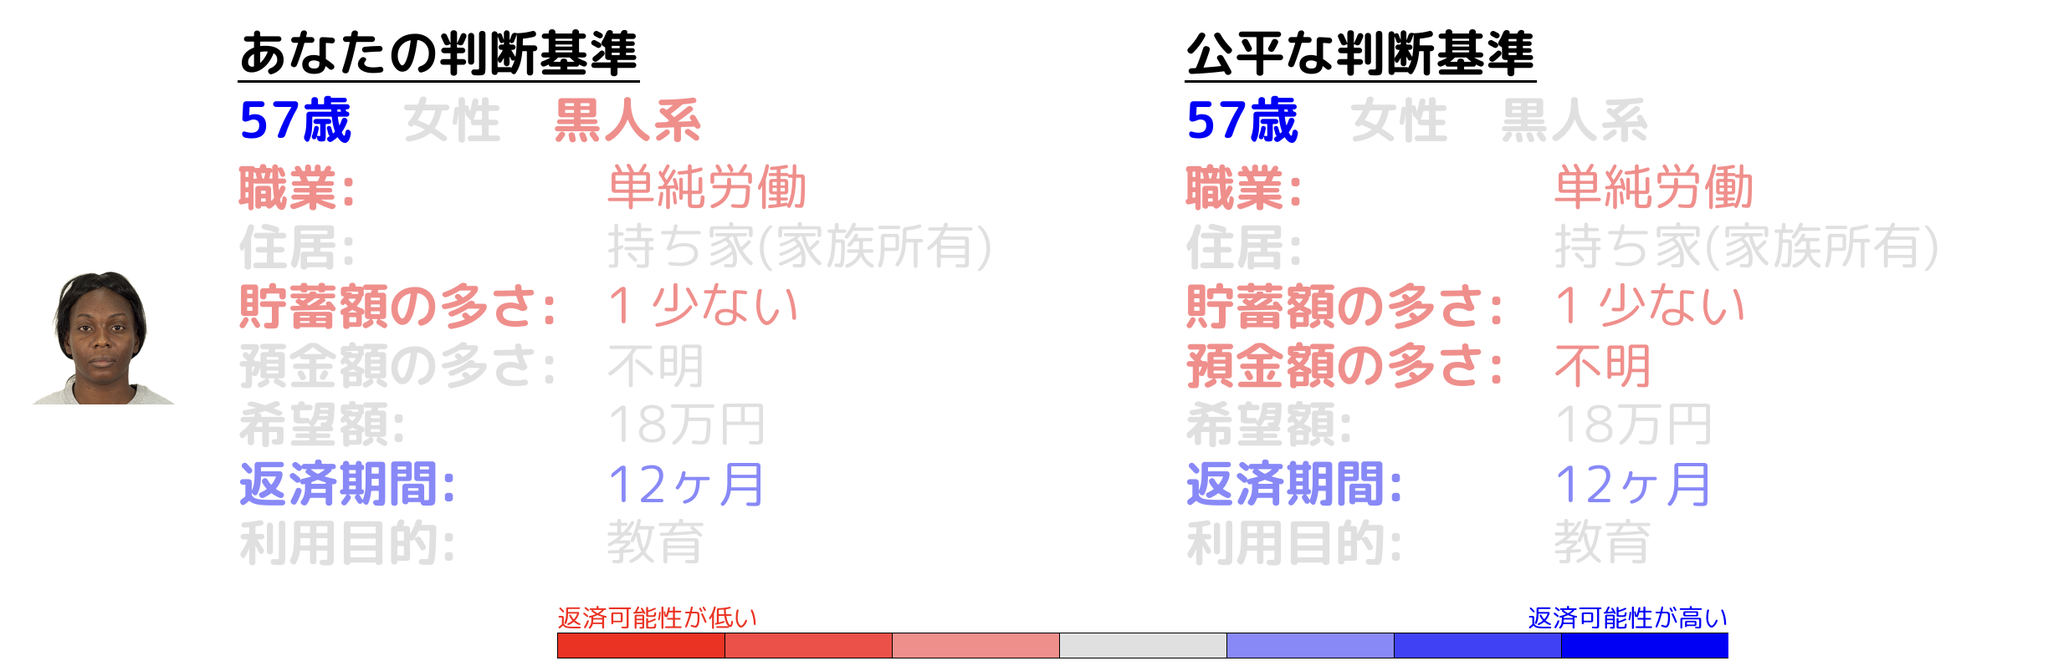 あなたの判断基準
57歳 女性 黒人系
職業: 単純労働
住居: 持ち家(家族所有)
貯蓄額の多さ: 1 少ない
預金額の多さ: 不明
希望額: 18万円
返済期間: 12ヶ月
利用目的: 教育
公平な判断基準
57歳 女性 黒人系
職業: 単純労働
住居: 持ち家(家族所有)
貯蓄額の多さ: 1 少ない
預金額の多さ: 不明
希望額: 18万円
返済期間: 12ヶ月
利用目的: 教育
返済可能性が低い
返済可能性が高い